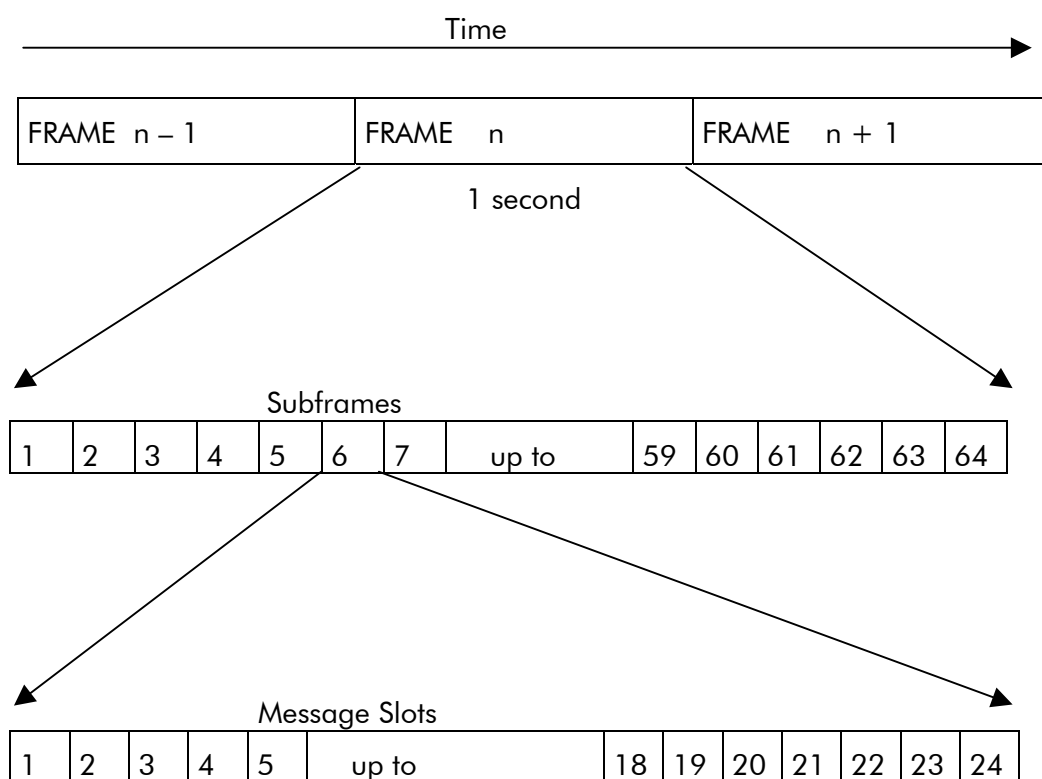 Time
FRAME n – 1 FRAME n FRAME n + 1
1 second
Subframes
1 2 3 4 5 6 7 up to 59 60 61 62 63 64
Message Slots
1 2 3 4 5 up to 18 19 20 21 22 23 24